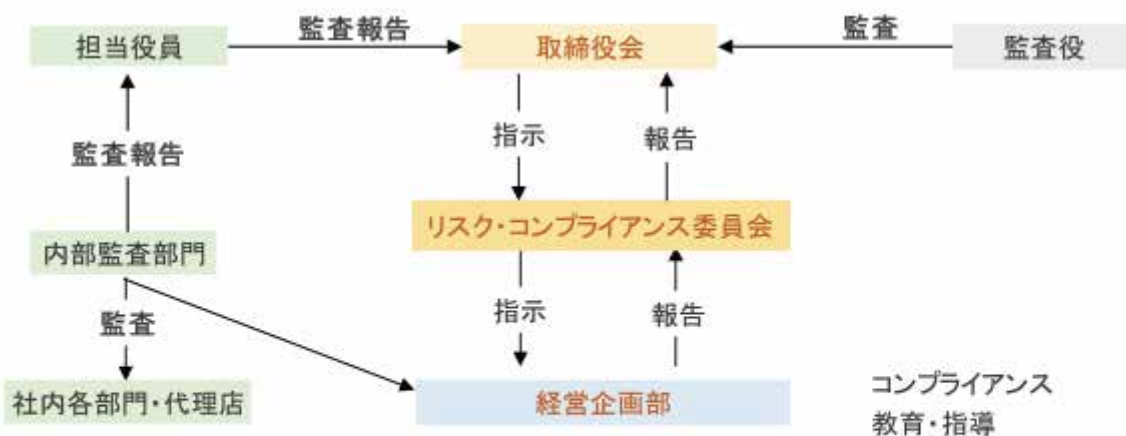 担当役員
監査報告
取締役会
監査
監査役
指示
報告
監査報告
リスク・コンプライアンス委員会
内部監査部門
監査
指示
報告
社内各部門・代理店
経営企画部
コンプライアンス
教育・指導